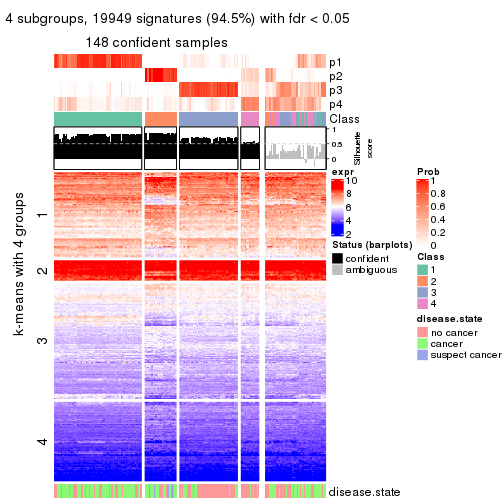 4 subgroups, 19949 signatures (94.5%) with fdr < 0.05
148 confident samples
p1
p2
p3
p4
Class
1
0.5
0
Silhouette
score
k-means with 4 groups
1
2
3
4
disease.state
expr
10
8
6
4
2
Status (barplots)
confident
ambiguous
Prob
1
0.8
0.6
0.4
0.2
0
Class
1
2
3
4
disease.state
no cancer
cancer
suspect cancer